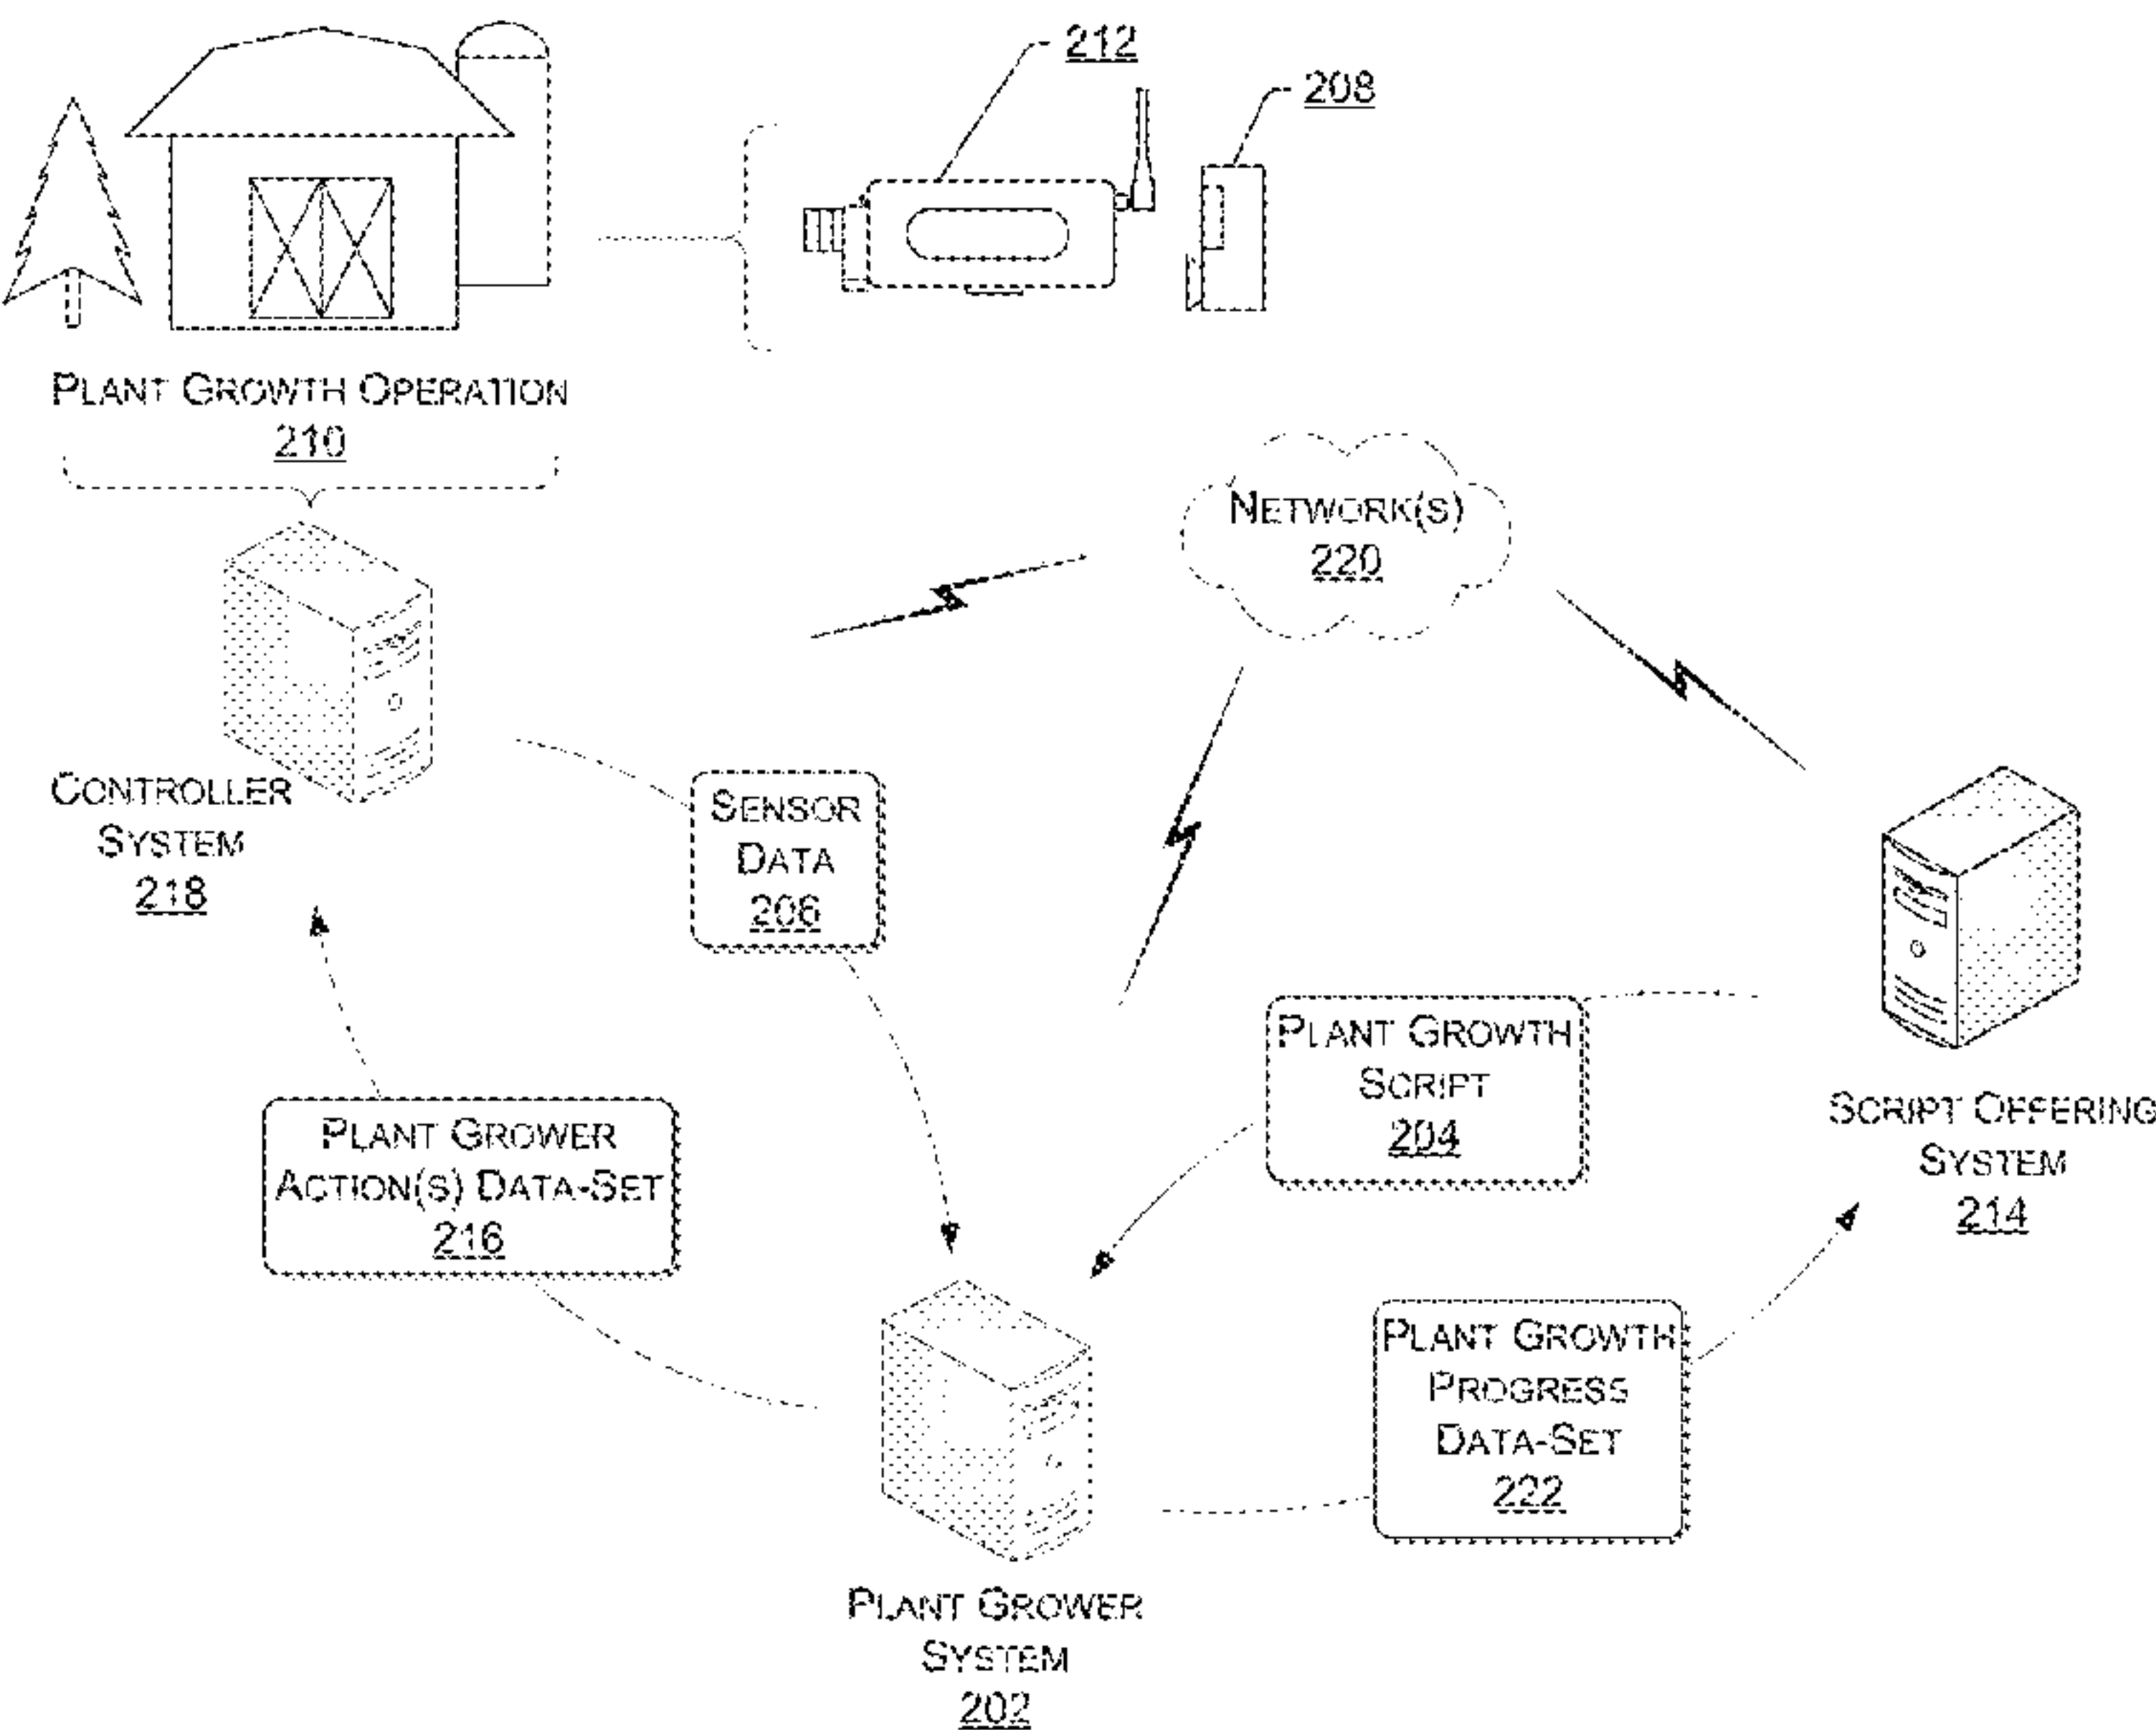 212
208
PLANT GROWTH OPERATION
210
NETWORK(S)
220
CONTROLLER
SYSTEM
218
SENSOR
DATA
206
PLANT GROWTH
SCRIPT
204
SCRIPT OFFERING
SYSTEM
214
PLANT GROWER
ACTION(S) DATA-SET
216
PLANT GROWTH
PROGRESS
DATA-SET
222
PLANT GROWER
SYSTEM
202